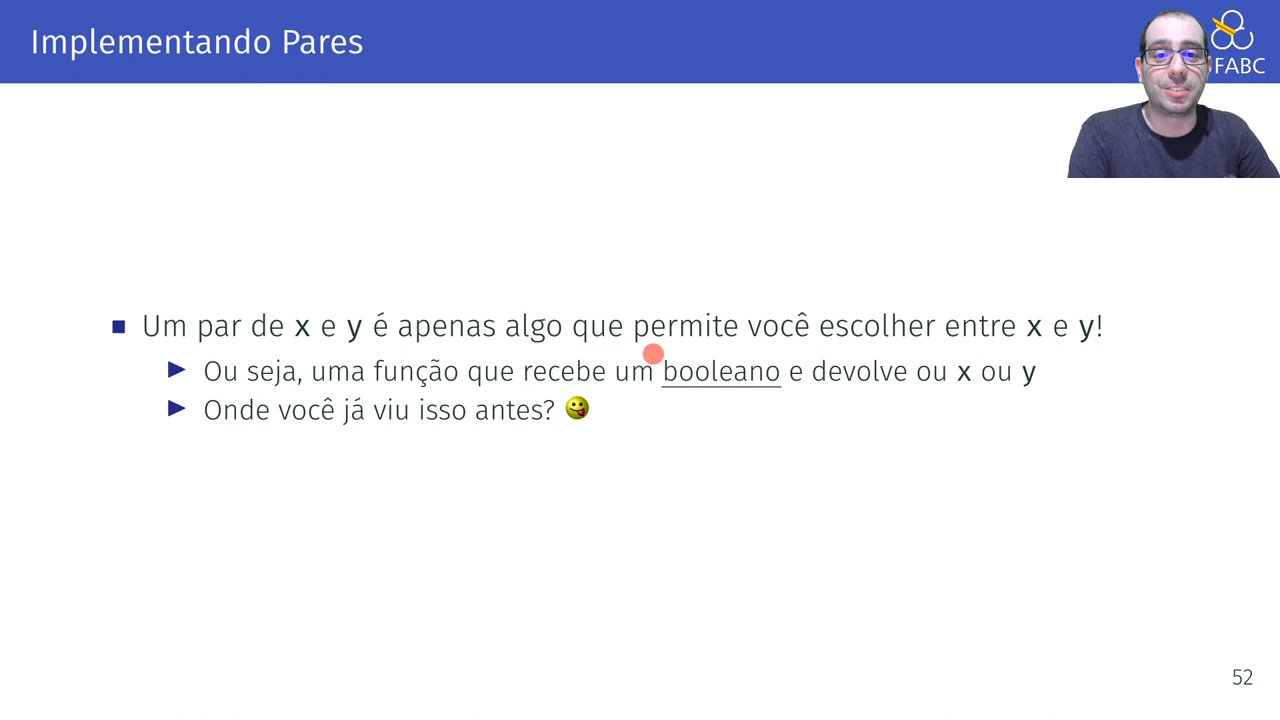 Implementando Pares
FABC
Um par de x e y é apenas algo que permite você escolher entre x e y!
Ou seja, uma função que recebe um booleano e devolve ou x ou y
Onde você já viu isso antes?
52